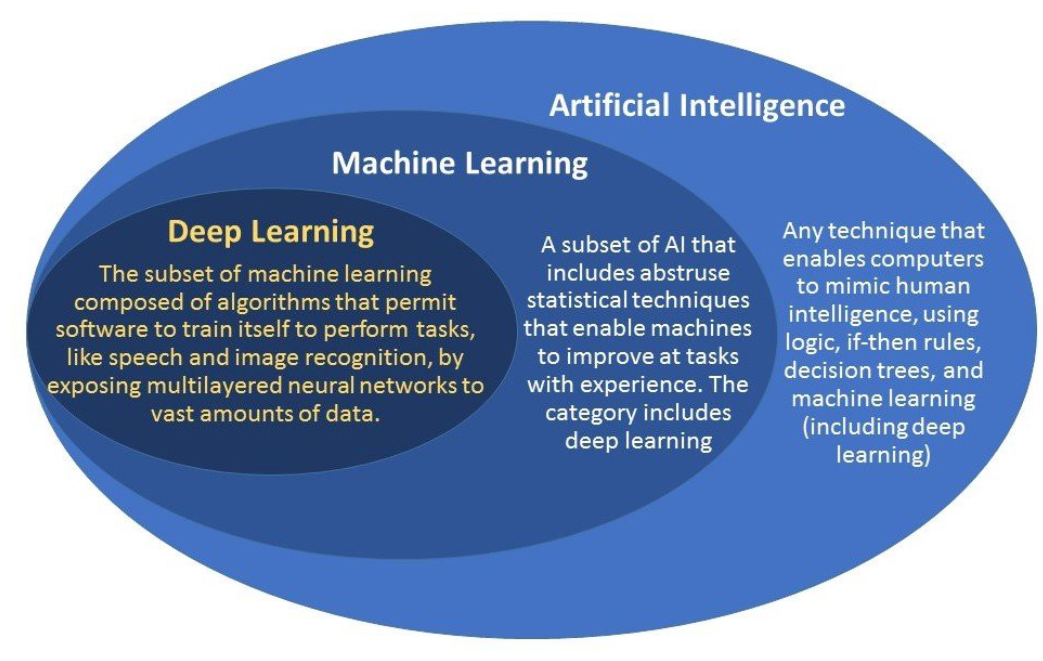 Artificial Intelligence
Machine Learning
Deep Learning
The subset of machine learning
composed of algorithms that permit
software to train itself to perform tasks,
like speech and image recognition, by
exposing multilayered neural networks to
vast amounts of data.
A subset of AI that
includes abstruse
statistical techniques
that enable machines
to improve at tasks
with experience. The
category includes
deep learning
Any technique that
enables computers
to mimic human
intelligence, using
logic, if-then rules,
decision trees, and
machine learning
(including deep
learning)